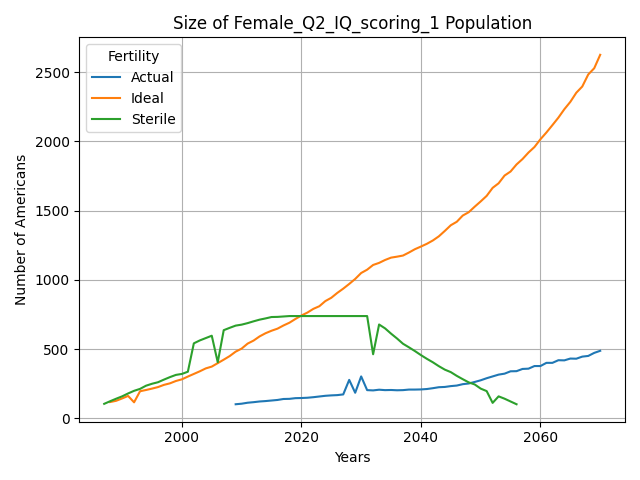 Size of Female_Q2_IQ_scoring_1 Population
Fertility
Actual
Ideal
Sterile
Number of Americans
2500
2000
1500
1000
500
0
2000 2020 2040 2060
Years